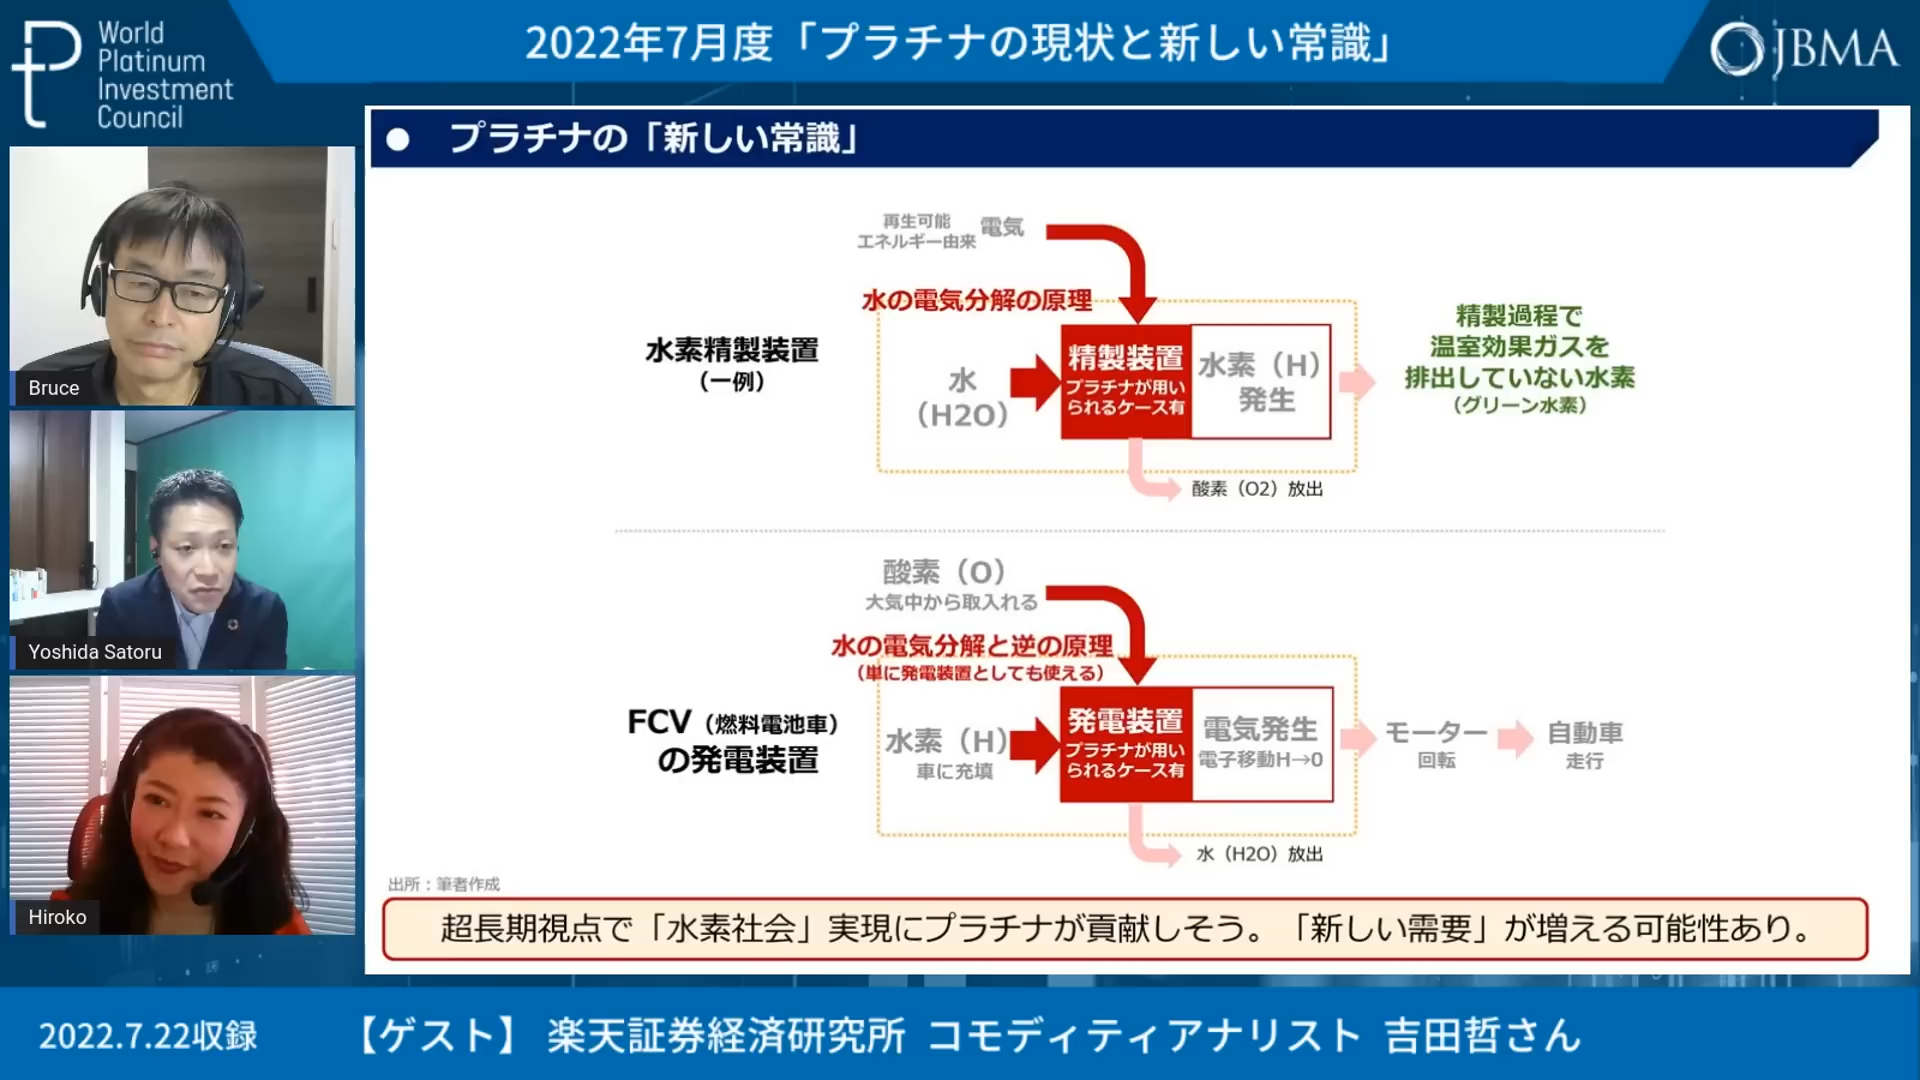 World
Platinum
Investment
Council
2022年7月度「プラチナの現状と新しい常識」
JBMA
● プラチナの「新しい常識」
再生可能
エネルギー由来
電気
水の電気分解の原理
水素精製装置
（一例）
水
（H2O）
精製装置
プラチナが用い
られるケース有
水素（H）
発生
精製過程で
温室効果ガスを
排出していない水素
（グリーン水素）
酸素（O2）放出
酸素（O）
大気中から取入れる
水の電気分解と逆の原理
（単に発電装置としても使える）
FCV（燃料電池車）
の発電装置
水素（H）
車に充填
発電装置
プラチナが用い
られるケース有
電気発生
電子移動H→0
モーター
回転
自動車
走行
水（H2O）放出
出所：筆者作成
超長期視点で「水素社会」実現にプラチナが貢献しそう。「新しい需要」が増える可能性あり。
Bruce
Yoshida Satoru
Hiroko
2022.7.22収録
【ゲスト】 楽天証券経済研究所 コモディティアナリスト 吉田哲さん